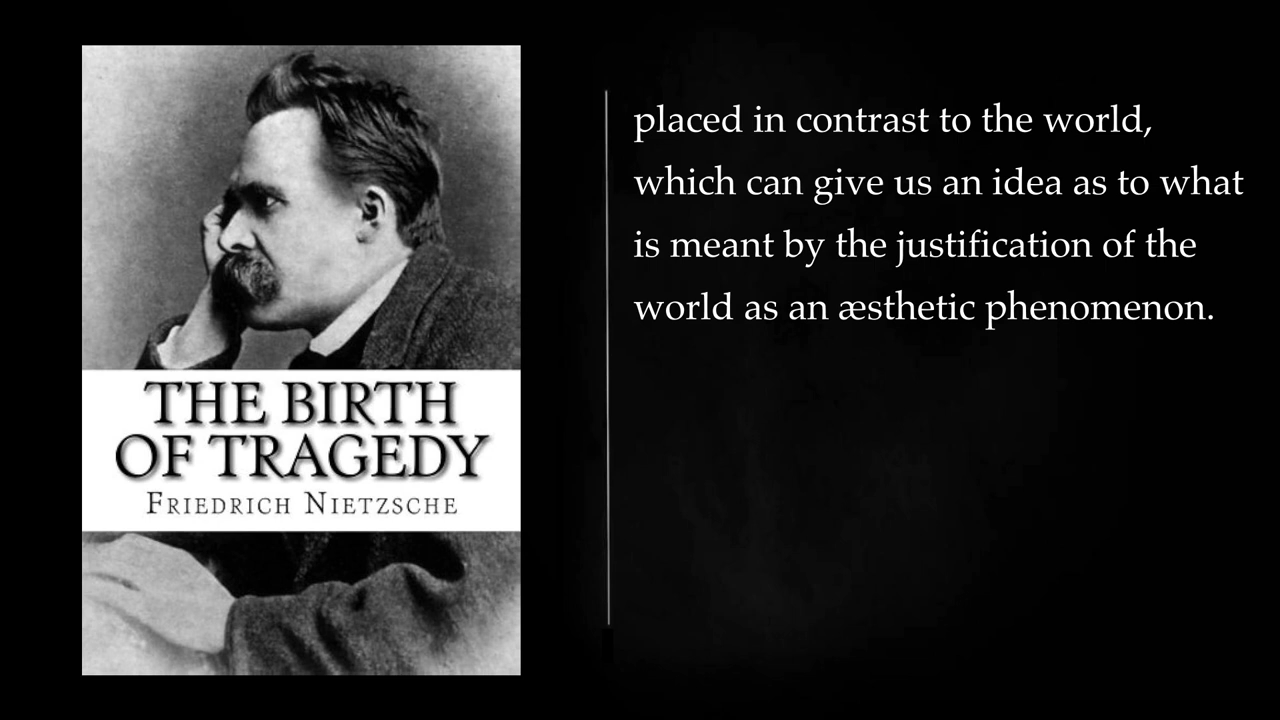 THE BIRTH
OF TRAGEDY
Friedrich Nietzsche
placed in contrast to the world,
which can give us an idea as to what
is meant by the justification of the
world as an æsthetic phenomenon.